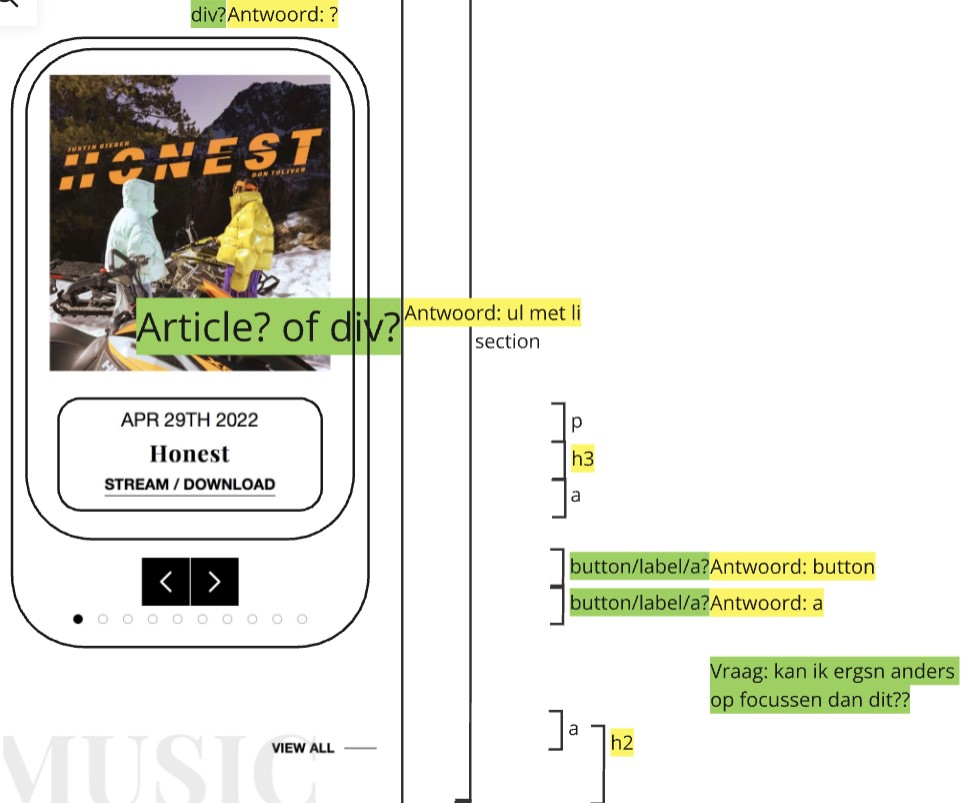 div?Antwoord: ?
JUSTIN BIEBER
HONEST
DON TOLIVER
Article? of div?
Antwoord: ul met li
section
APR 29TH 2022
p
Honest
h3
STREAM / DOWNLOAD
a
button/label/a?Antwoord: button
button/label/a?Antwoord: a
Vraag: kan ik ergsn anders
op focussen dan dit??
a
h2
VIEW ALL
MUSIC